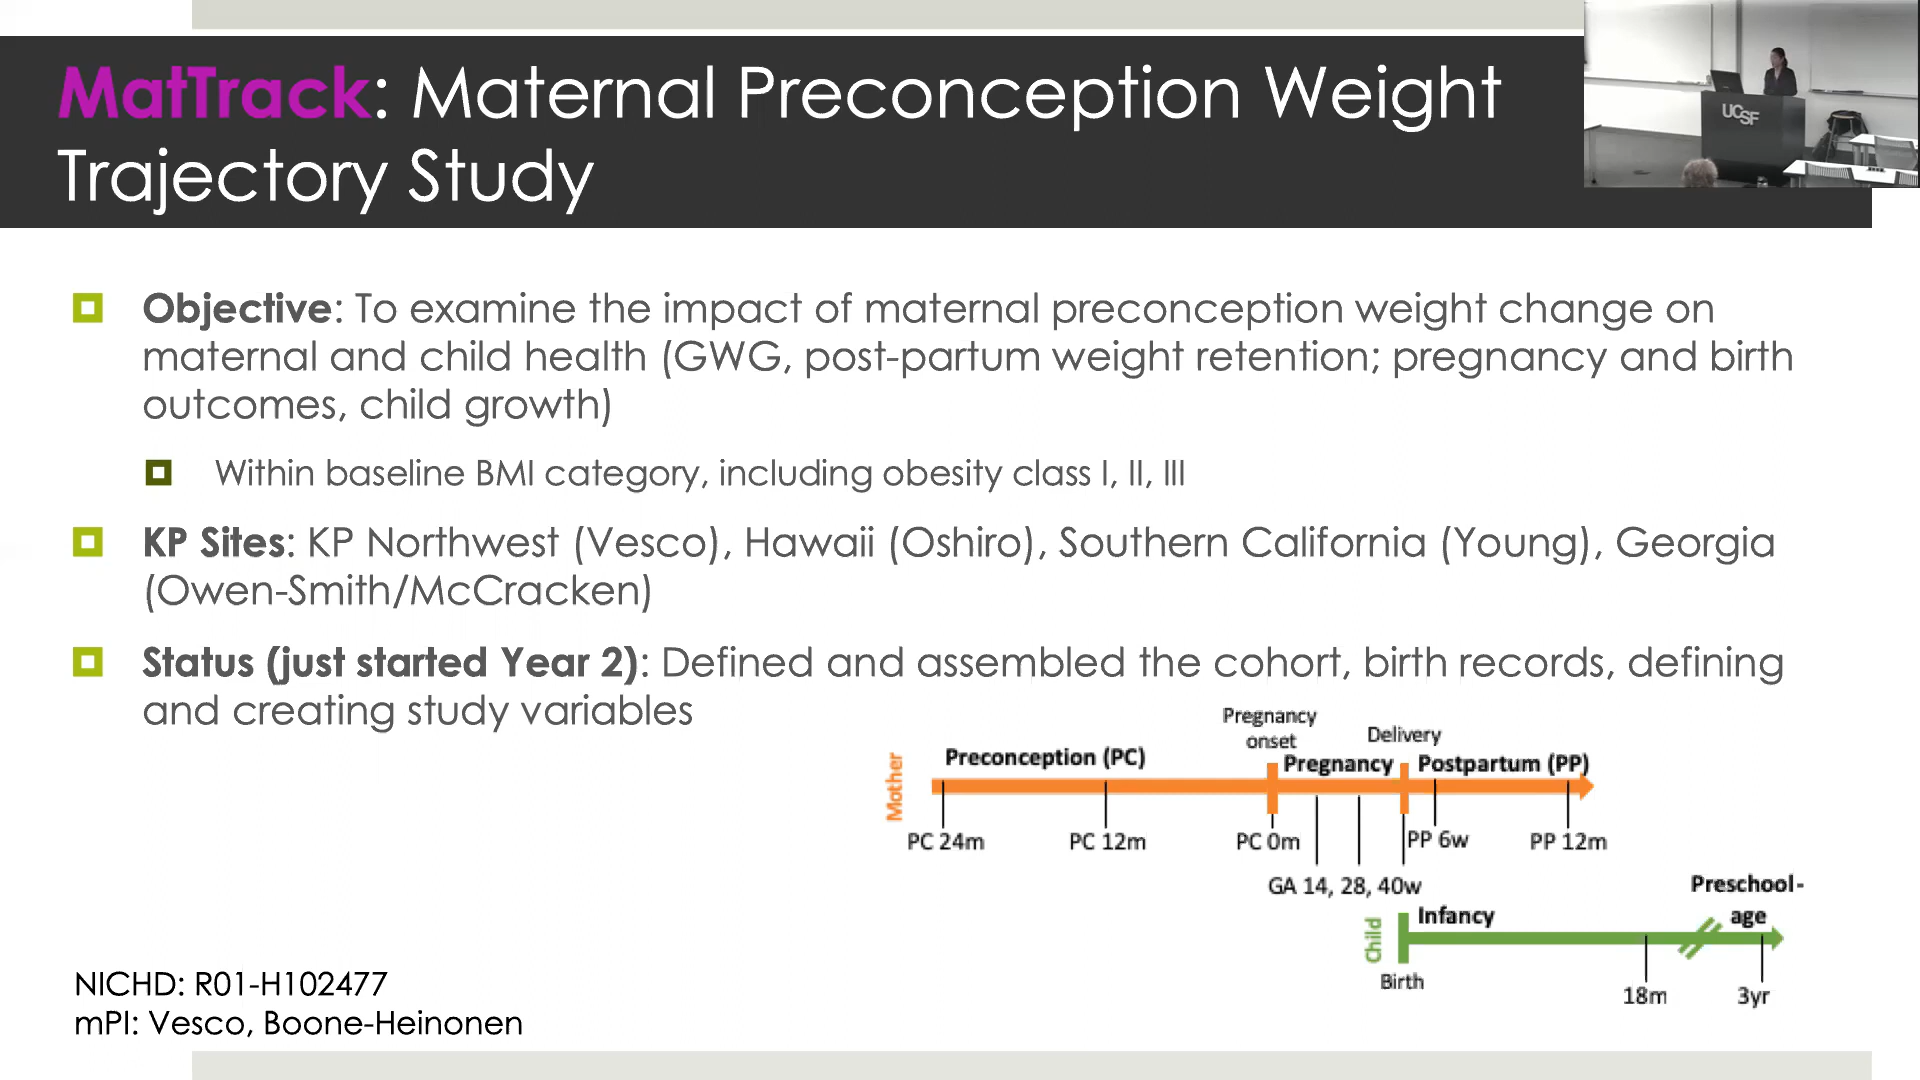 MatTrack: Maternal Preconception Weight
Trajectory Study
UCSF
Objective: To examine the impact of maternal preconception weight change on
maternal and child health (GWG, post-partum weight retention; pregnancy and birth
outcomes, child growth)
Within baseline BMI category, including obesity class I, II, III
KP Sites: KP Northwest (Vesco), Hawaii (Oshiro), Southern California (Young), Georgia
(Owen-Smith/McCracken)
Status (just started Year 2): Defined and assembled the cohort, birth records, defining
and creating study variables
Pregnancy
onset
Delivery
Mother
Preconception (PC)
Pregnancy
Postpartum (PP)
PC 24m
PC 12m
PC 0m
PP 6w
PP 12m
GA 14, 28, 40w
Preschool-
age
Child
Infancy
Birth
18m
3yr
NICHD: R01-H102477
mPI: Vesco, Boone-Heinonen